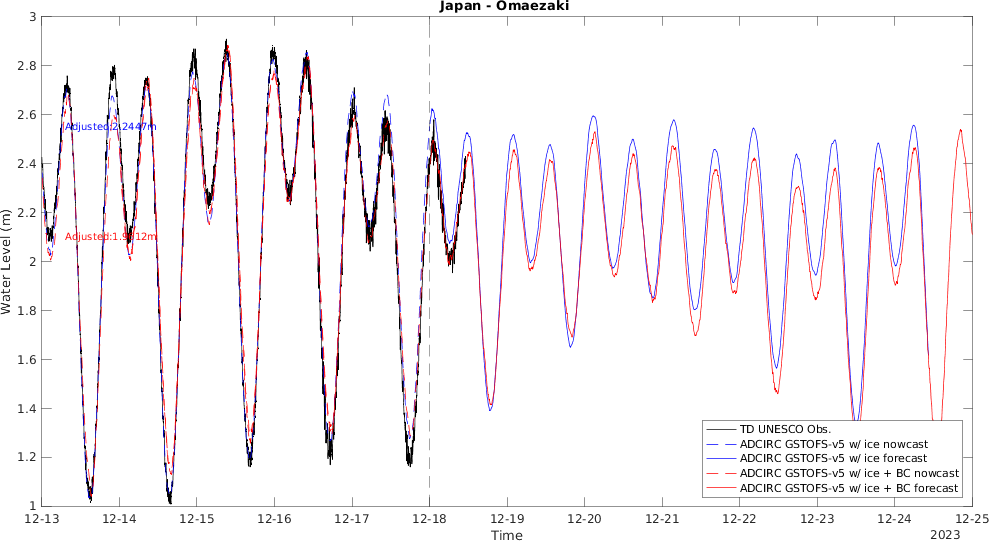 Japan - Omaezaki
3
2.8
2.6
2.4
2.2
2
1.8
1.6
1.4
1.2
1
Water Level (m)
Adjusted:2.2447m
12-13
12-14
12-15
12-16
12-17
12-18
12-19
12-20
12-21
12-22
12-23
12-24
12-25
Time
2023
TD UNESCO Obs.
ADCIRC GSTOFS-v5 w/ ice nowcast
ADCIRC GSTOFS-v5 w/ ice forecast
ADCIRC GSTOFS-v5 w/ ice + BC nowcast
ADCIRC GSTOFS-v5 w/ ice + BC forecast